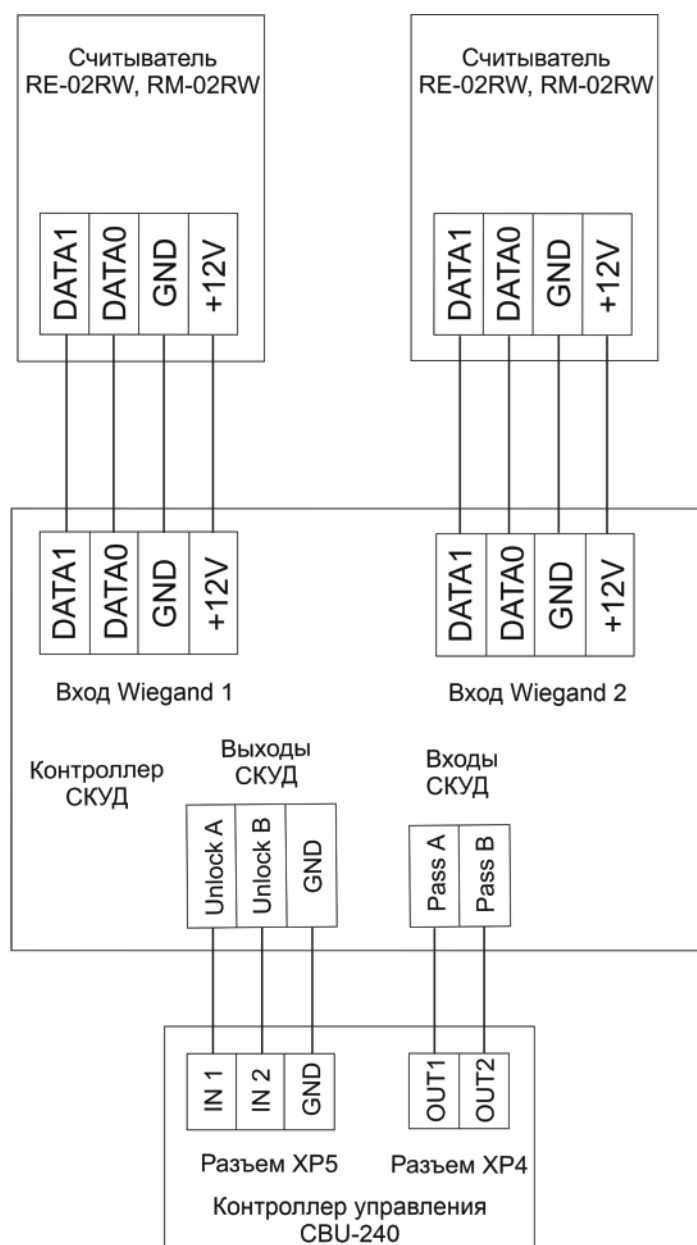 Считыватель
RE-02RW, RM-02RW
DATA1
DATA0
GND
+12V
Считыватель
RE-02RW, RM-02RW
DATA1
DATA0
GND
+12V
DATA1
DATA0
GND
+12V
Вход Wiegand 1
DATA1
DATA0
GND
+12V
Вход Wiegand 2
Контроллер
СКУД
Выходы
СКУД
Unlock A
Unlock B
GND
Входы
СКУД
Pass A
Pass B
IN 1
IN 2
GND
Разъем XP5
OUT1
OUT2
Разъем XP4
Контроллер управления
CBU-240